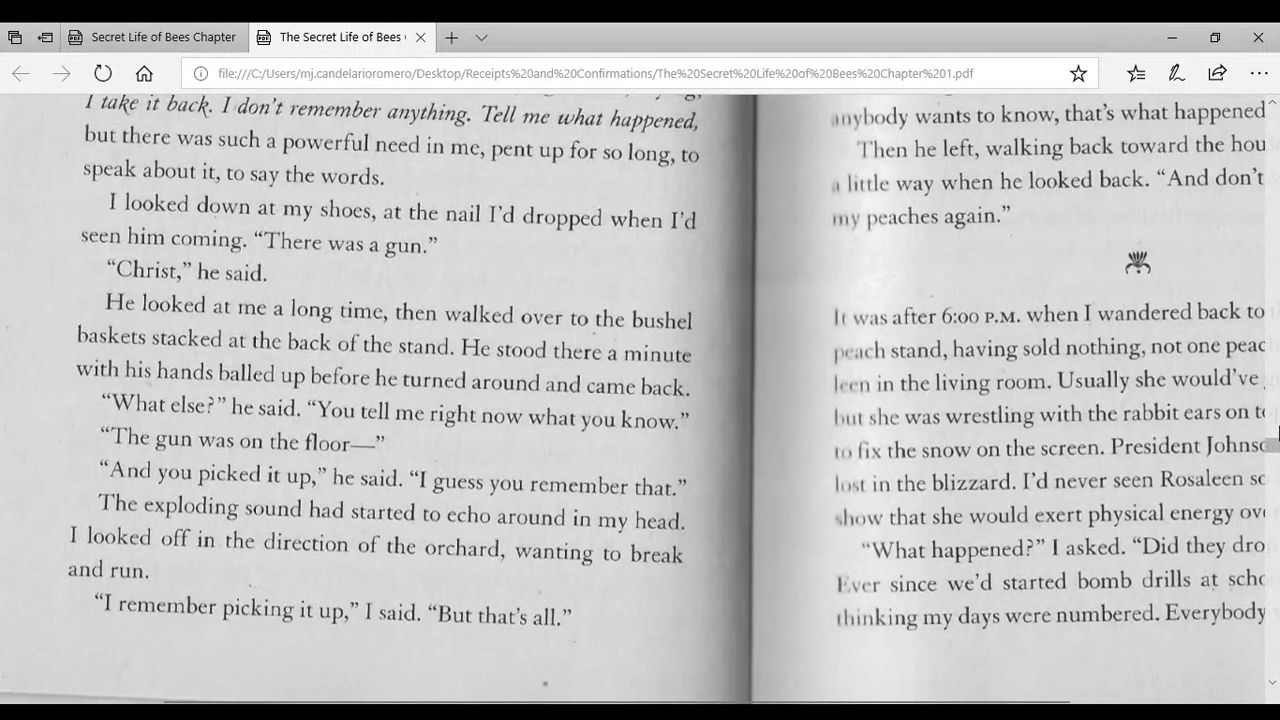 Secret Life of Bees Chapter
The Secret Life of Bees
file:///C:/Users/mj.candelarioromero/Desktop/Receipts%20and%20Confirmations/The%20Secret%20Life%20of%20Bees%20Chapter%201.pdf
I take it back. I don't remember anything. Tell me what happened,
but there was such a powerful need in me, pent up for so long, to
speak about it, to say the words.
I looked down at my shoes, at the nail I'd dropped when I'd
seen him coming. “There was a gun.”
“Christ,” he said.
He looked at me a long time, then walked over to the bushel
baskets stacked at the back of the stand. He stood there a minute
with his hands balled up before he turned around and came back.
“What else?” he said. “You tell me right now what you know.”
“The gun was on the floor—”
“And you picked it up,” he said. “I guess you remember that.”
The exploding sound had started to echo around in my head.
I looked off in the direction of the orchard, wanting to break
and run.
“I remember picking it up,” I said. “But that's all.”
anybody wants to know, that's what happened
Then he left, walking back toward the hou
a little way when he looked back. “And don't
my peaches again.”
It was after 6:00 P.M. when I wandered back to
peach stand, having sold nothing, not one peac
leen in the living room. Usually she would've
but she was wrestling with the rabbit ears on to
to fix the snow on the screen. President Johnso
lost in the blizzard. I'd never seen Rosaleen so
show that she would exert physical energy ove
“What happened?” I asked. “Did they dro
Ever since we'd started bomb drills at scho
thinking my days were numbered. Everybody